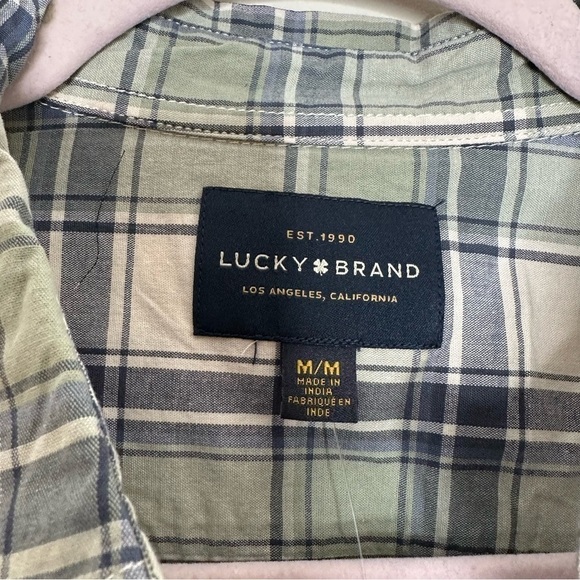 EST. 1990
LUCKY BRAND
LOS ANGELES, CALIFORNIA
M/M
MADE IN
INDIA
FABRIQUÉ EN
INDE